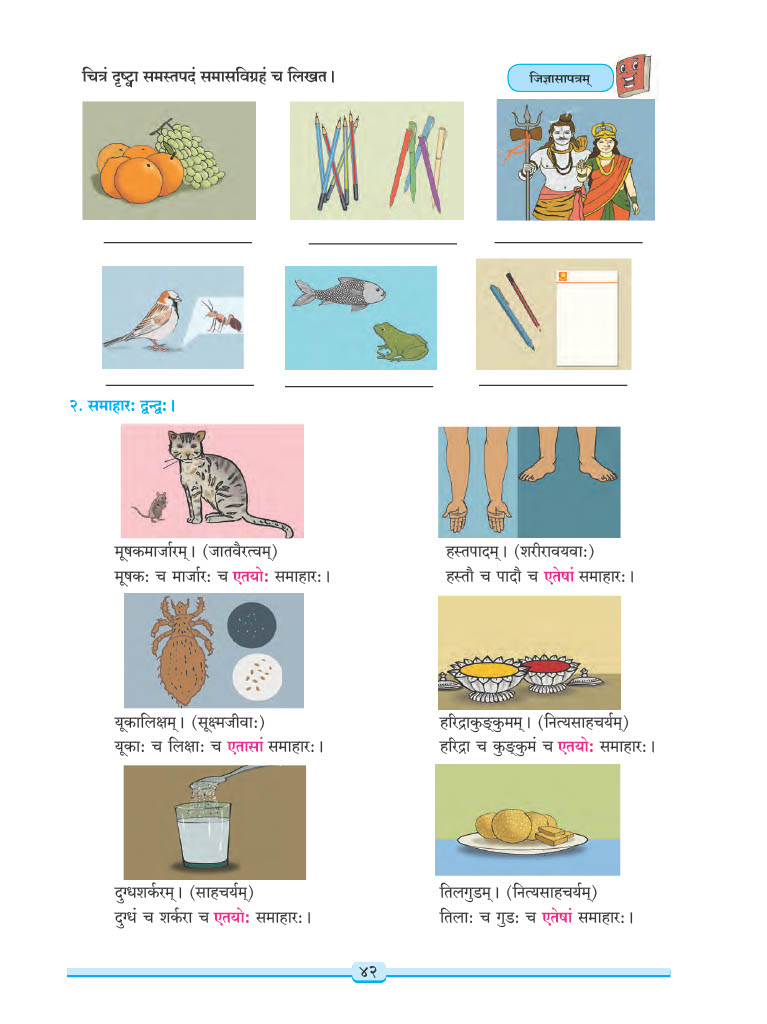 चित्रं दृष्ट्वा समस्तपदं समासविग्रहं च लिखत।
जिज्ञासापत्रम्
२. समाहारः द्वन्द्वः।
मूषकमार्जारम्। (जातवैरत्वम्)
मूषकः च मार्जारः च एतयोः समाहारः।
हस्तपादम्। (शरीरावयवाः)
हस्तौ च पादौ च एतेषां समाहारः।
यूकालिक्षम्। (सूक्ष्मजीवाः)
यूकाः च लिक्षाः च एतासां समाहारः।
हरिद्राकुङ्कुमम्। (नित्यसाहचर्यम्)
हरिद्रा च कुङ्कुमं च एतयोः समाहारः।
दुग्धशर्करम्। (साहचर्यम्)
दुग्धं च शर्करा च एतयोः समाहारः।
तिलगुडम्। (नित्यसाहचर्यम्)
तिलाः च गुडः च एतेषां समाहारः।
४२